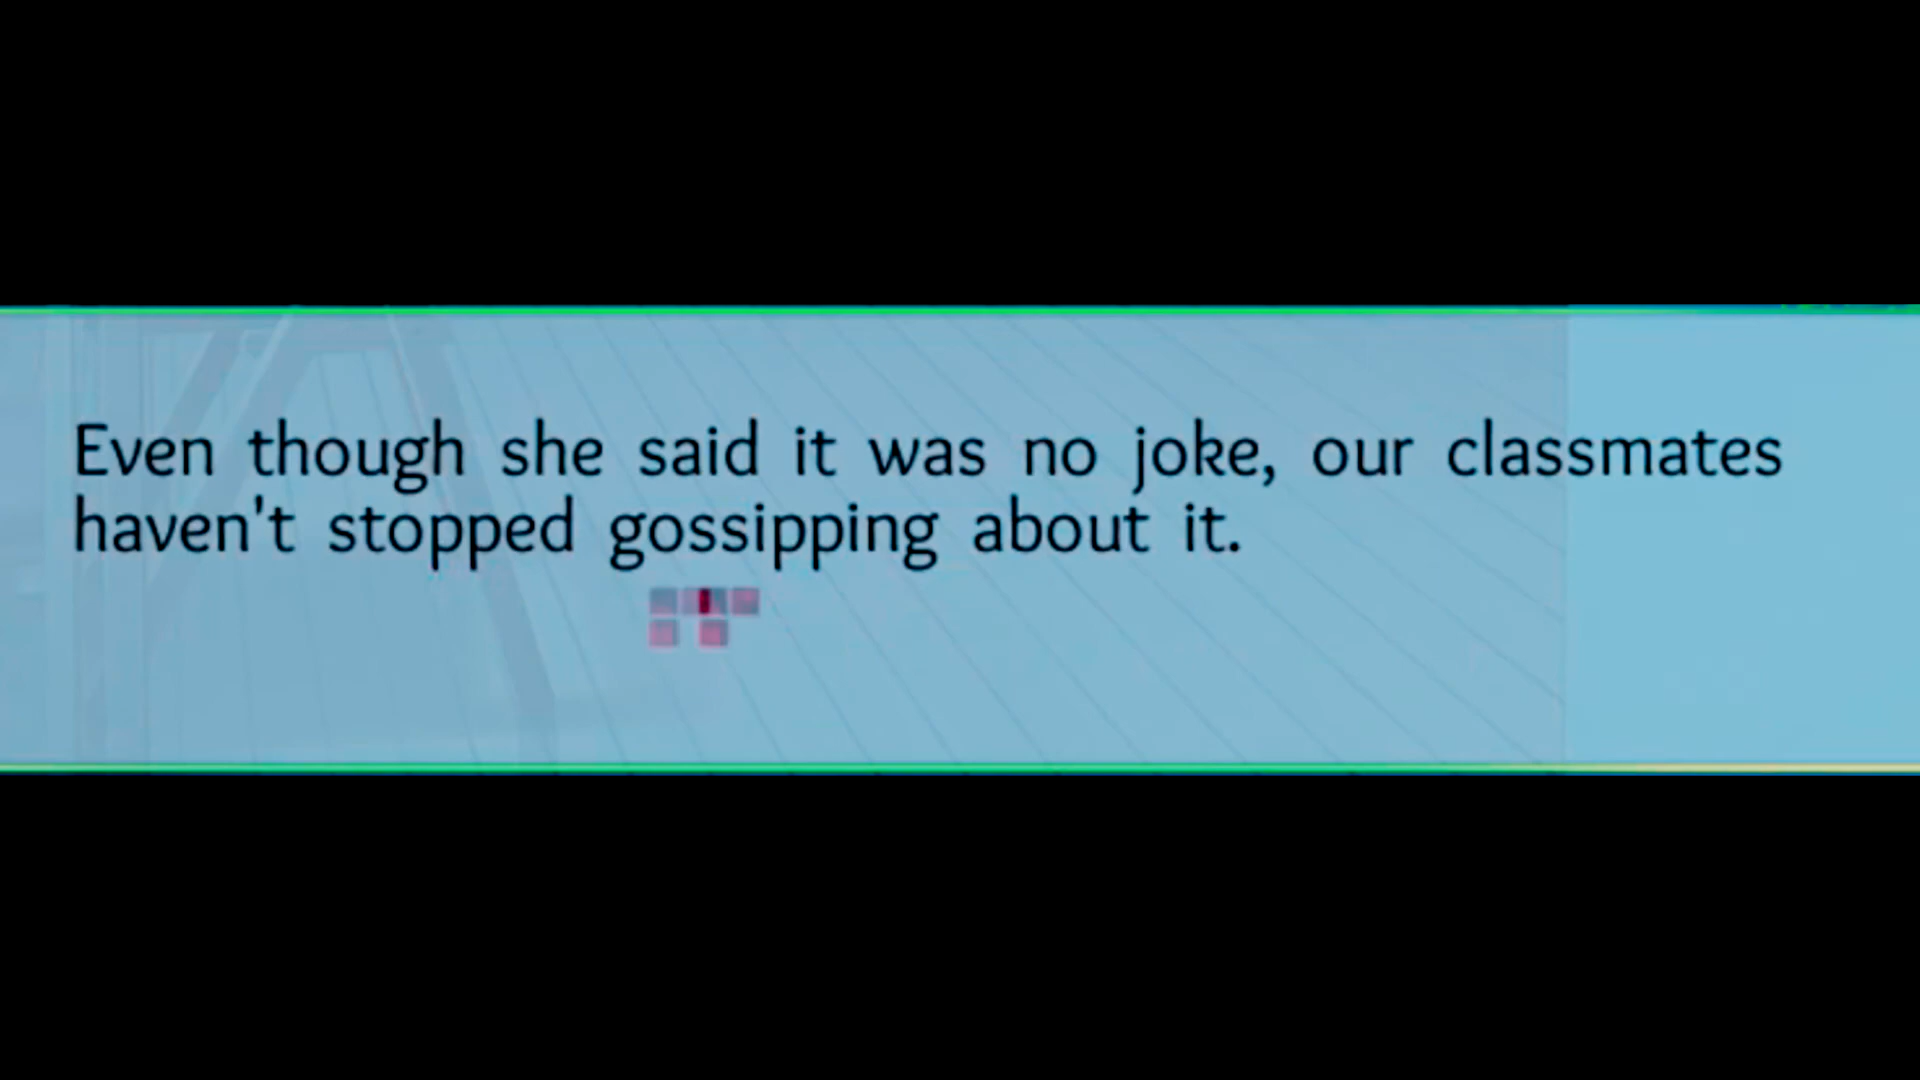 Even though she said it was no joke, our classmates
haven't stopped gossipping about it.